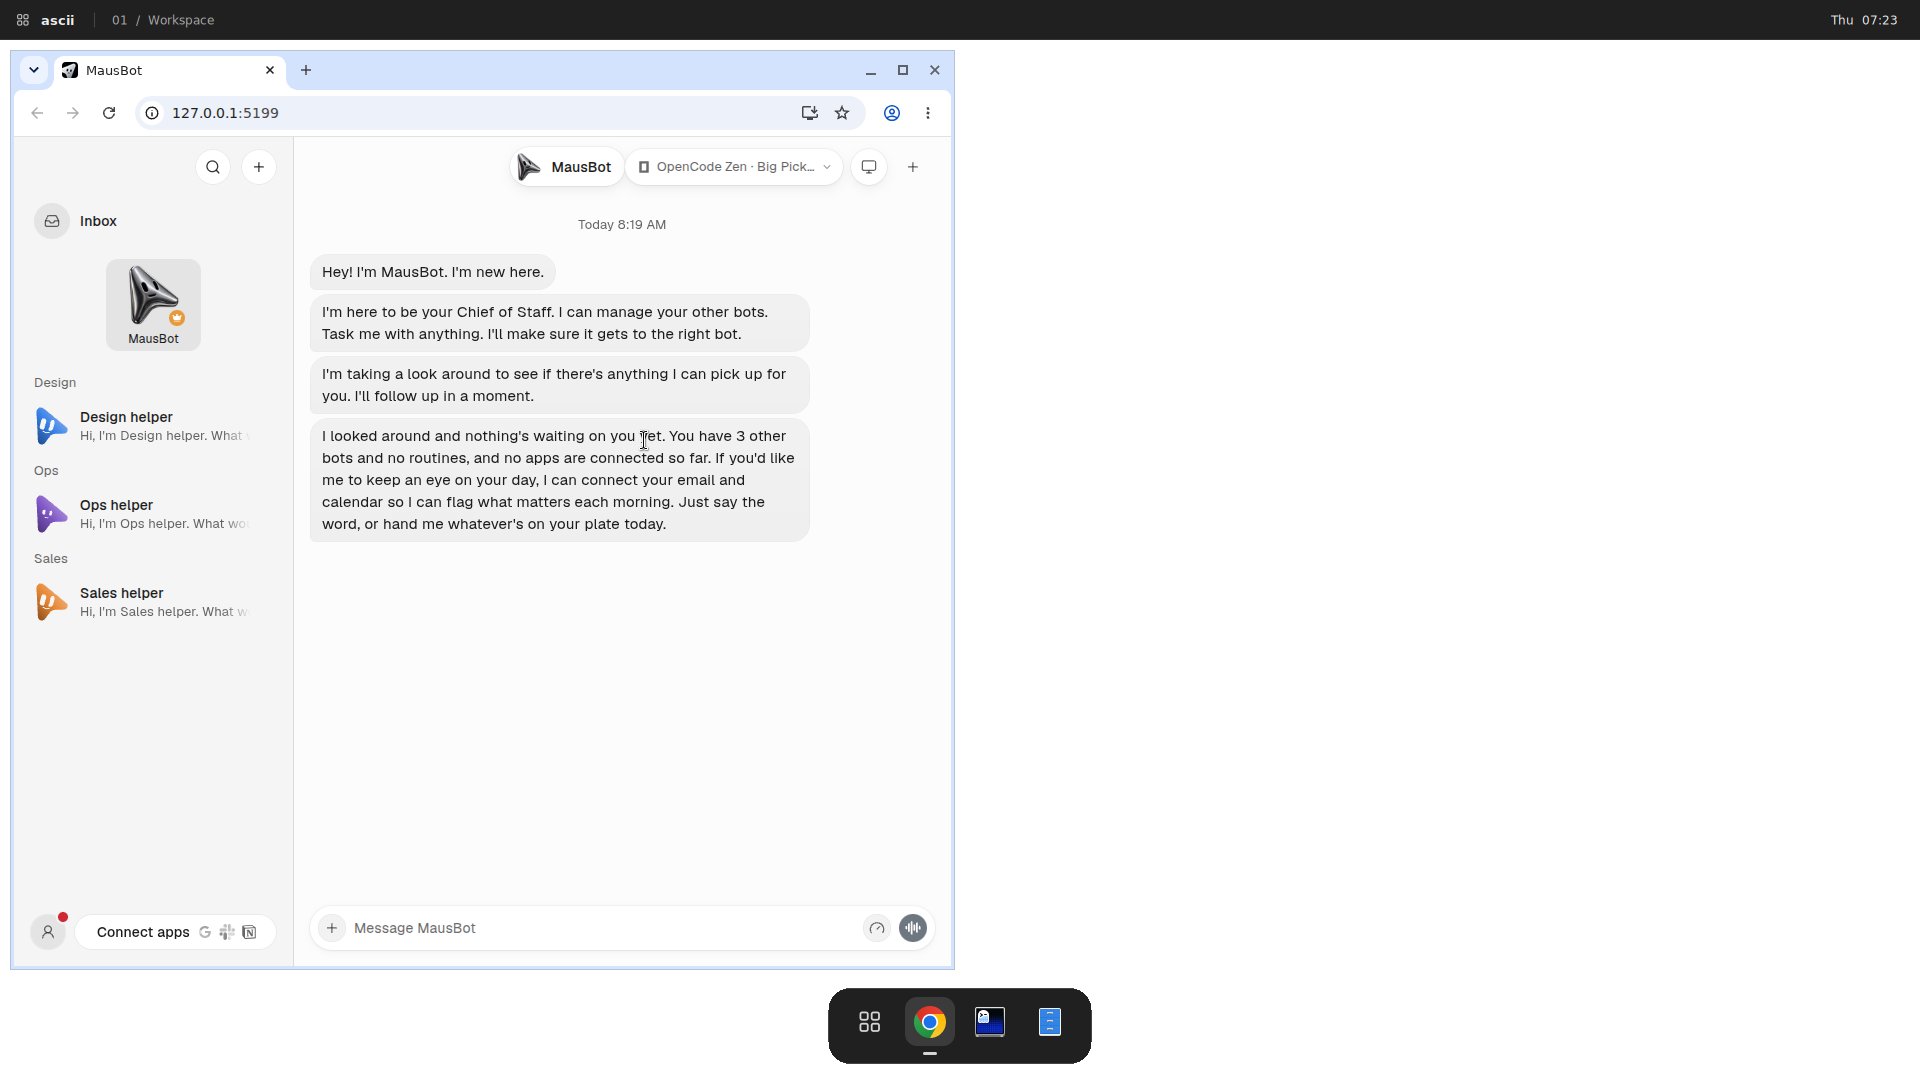 ascii
01 / Workspace
Thu 07:23
MausBot
127.0.0.1:5199
MausBot
OpenCode Zen · Big Pick...
Inbox
MausBot
Design
Design helper
Hi, I'm Design helper. What
Ops
Ops helper
Hi, I'm Ops helper. What wou
Sales
Sales helper
Hi, I'm Sales helper. What w
Connect apps
Today 8:19 AM
Hey! I'm MausBot. I'm new here.
I'm here to be your Chief of Staff. I can manage your other bots.
Task me with anything. I'll make sure it gets to the right bot.
I'm taking a look around to see if there's anything I can pick up for
you. I'll follow up in a moment.
I looked around and nothing's waiting on you yet. You have 3 other
bots and no routines, and no apps are connected so far. If you'd like
me to keep an eye on your day, I can connect your email and
calendar so I can flag what matters each morning. Just say the
word, or hand me whatever's on your plate today.
Message MausBot